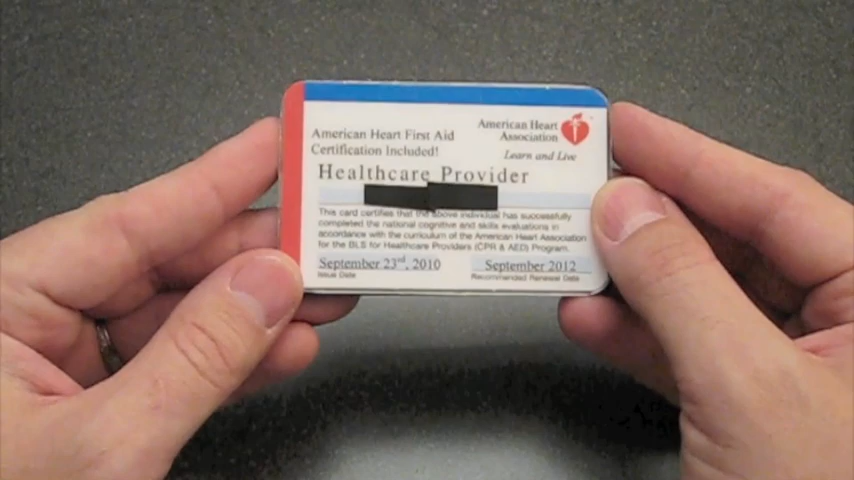 American Heart First Aid
Certification Included!
American Heart
Association
Learn and Live
Healthcare Provider
This card certifies that the above individual has successfully
completed the national cognitive and skills evaluations in
accordance with the curriculum of the American Heart Association
for the BLS for Healthcare Providers (CPR & AED) Program.
September 23rd, 2010
September 2012
Issue Date
Recommended Renewal Date